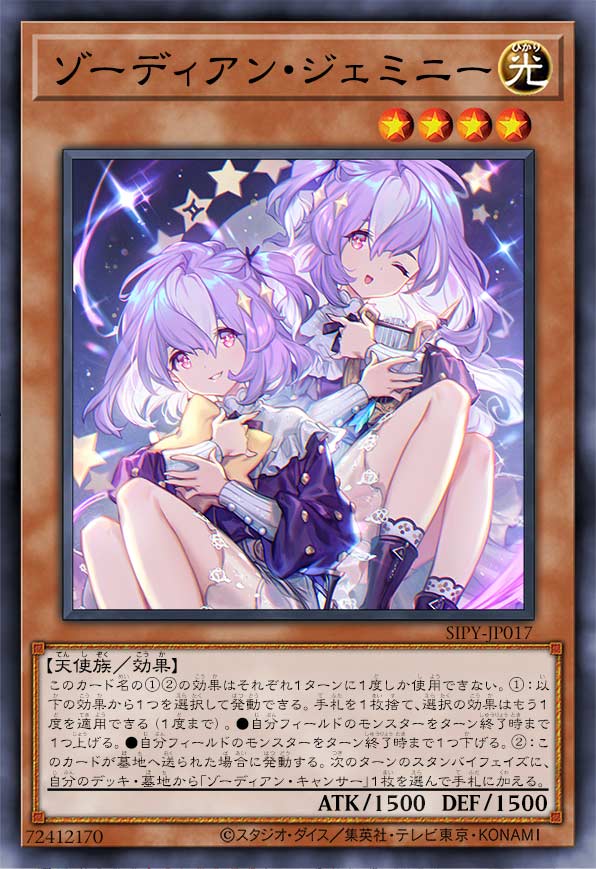 ゾーディアン・ジェミニー
光
SIPY-JP017
【天使族／効果】
このカード名の①②の効果はそれぞれ1ターンに1度しか使用できない。①：以
下の効果から1つを選択して発動できる。手札を1枚捨て、選択の効果はもう1
度を適用できる（1度まで）。●自分フィールドのモンスターをターン終了時まで
1つ上げる。●自分フィールドのモンスターをターン終了時まで1つ下げる。②：こ
のカードが墓地へ送られた場合に発動する。次のターンのスタンバイフェイズに、
自分のデッキ・墓地から「ゾーディアン・キャンサー」1枚を選んで手札に加える。
ATK/1500 DEF/1500
72412170
©スタジオ・ダイス／集英社・テレビ東京・KONAMI